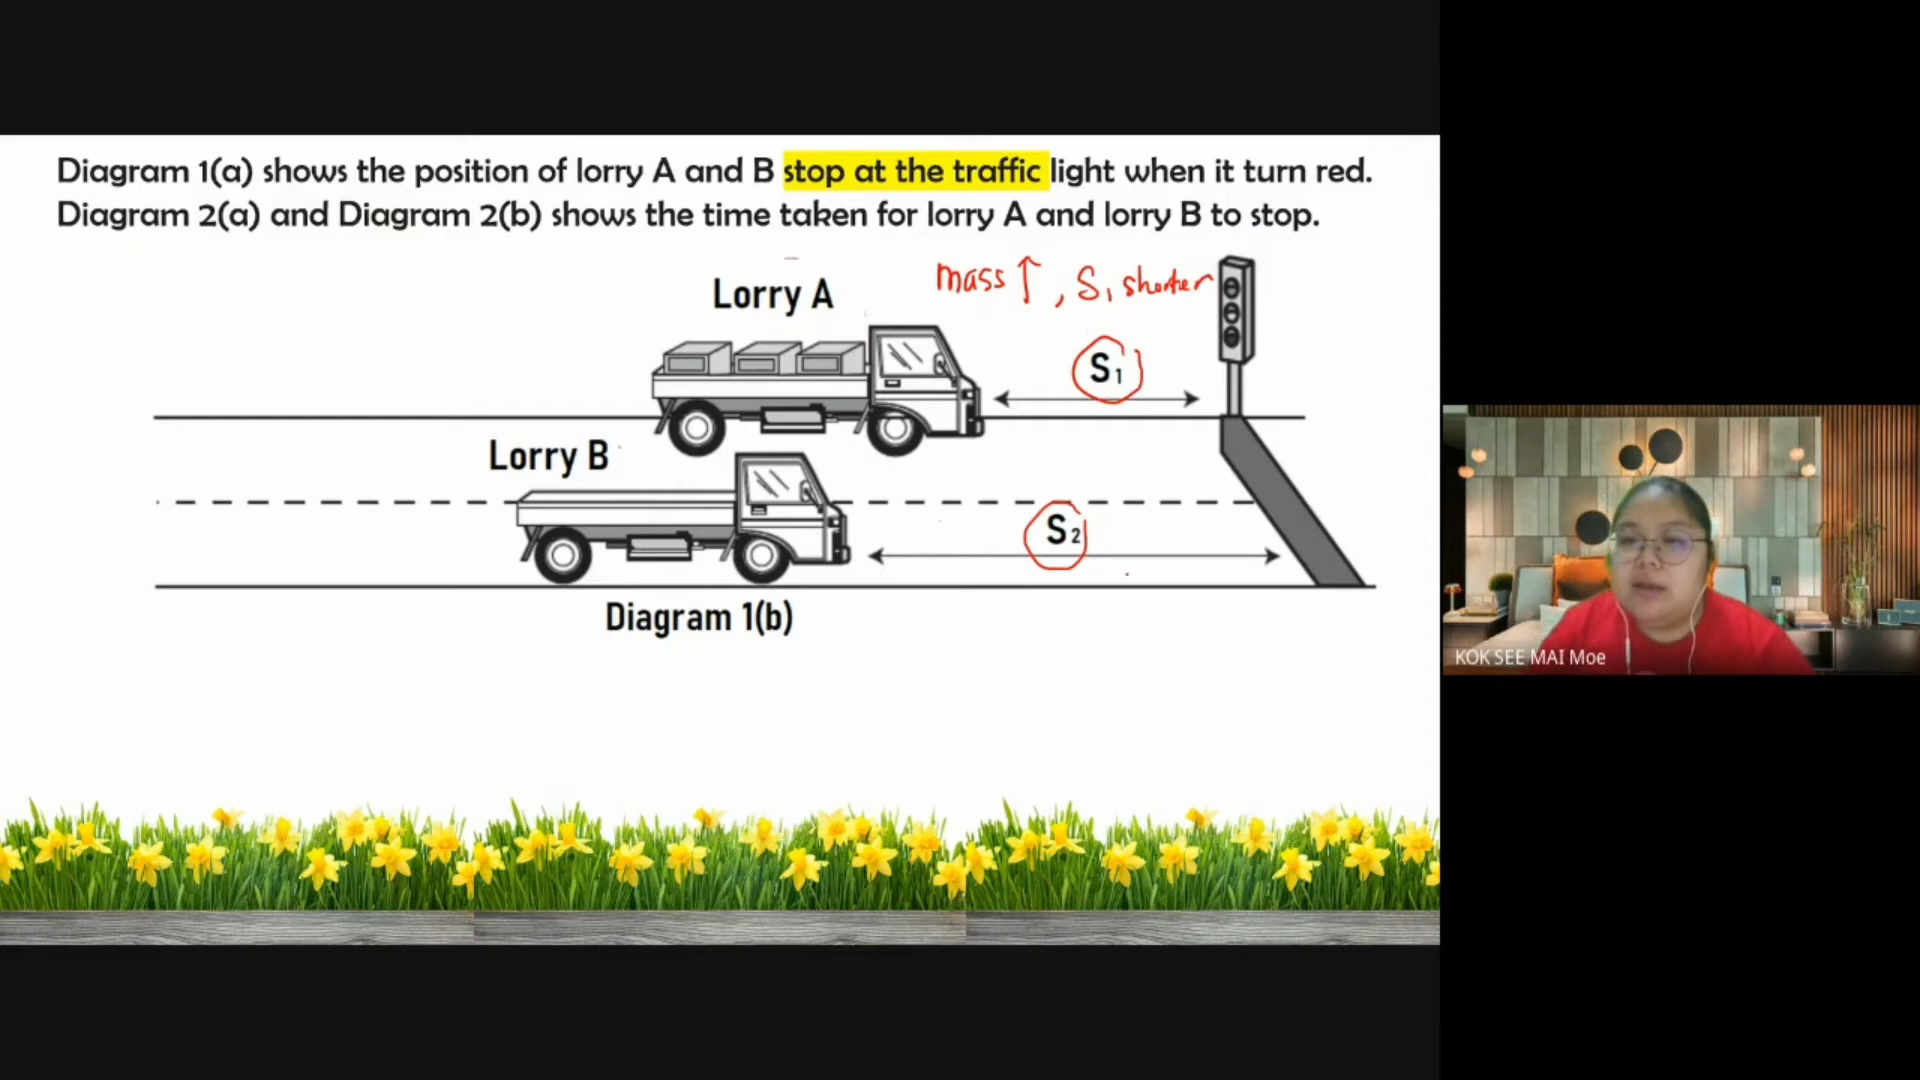 Diagram 1(a) shows the position of lorry A and B stop at the traffic light when it turn red.
Diagram 2(a) and Diagram 2(b) shows the time taken for lorry A and lorry B to stop.
mass ↑, S₁ shorter
Lorry A
S₁
Lorry B
S₂
Diagram 1(b)
KOK SEE MAI Moe